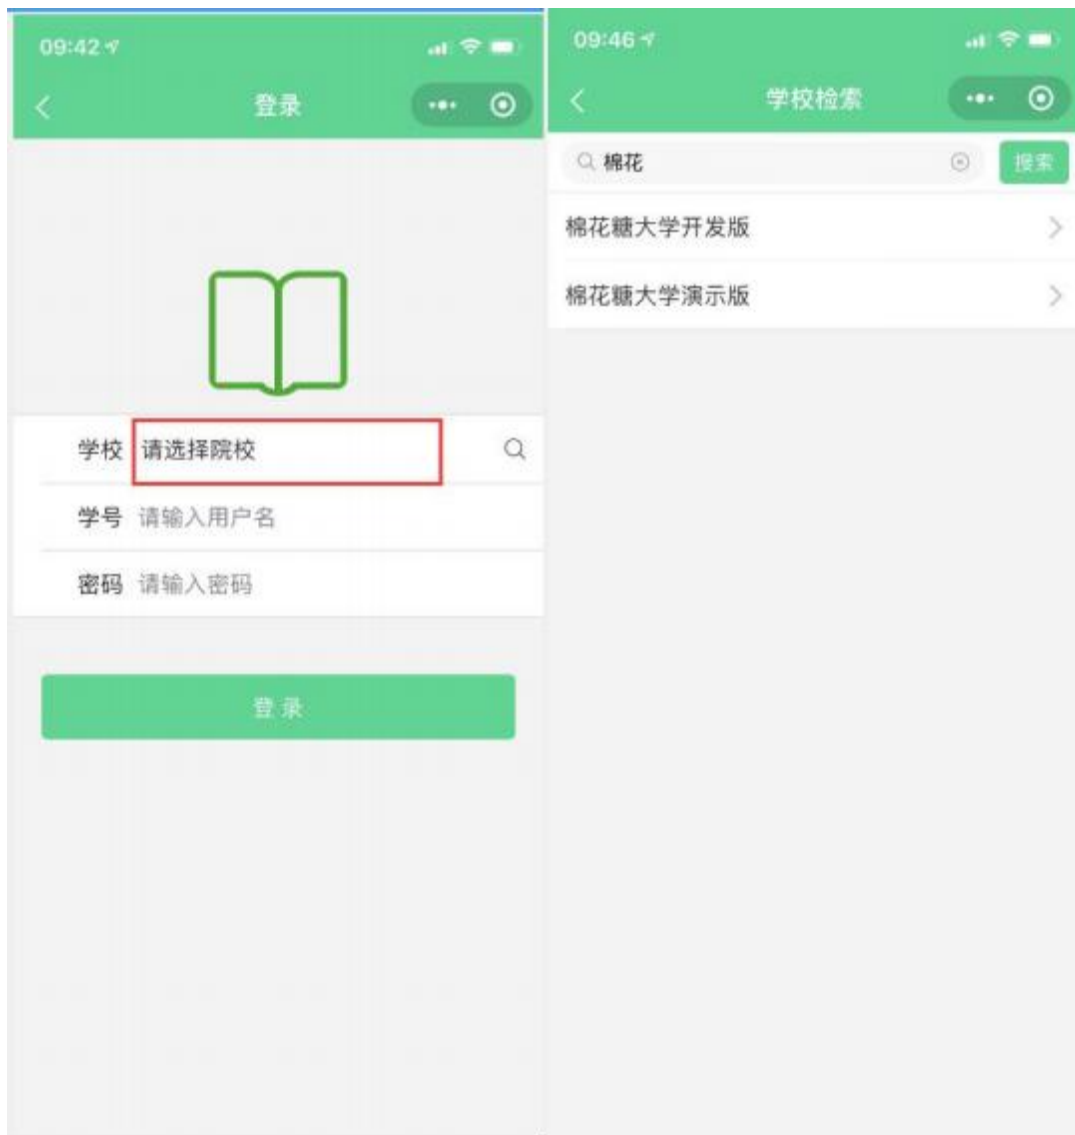 09:42
登录
学校 请选择院校
学号 请输入用户名
密码 请输入密码
登录
09:46
学校检索
棉花
搜索
棉花糖大学开发版
棉花糖大学演示版